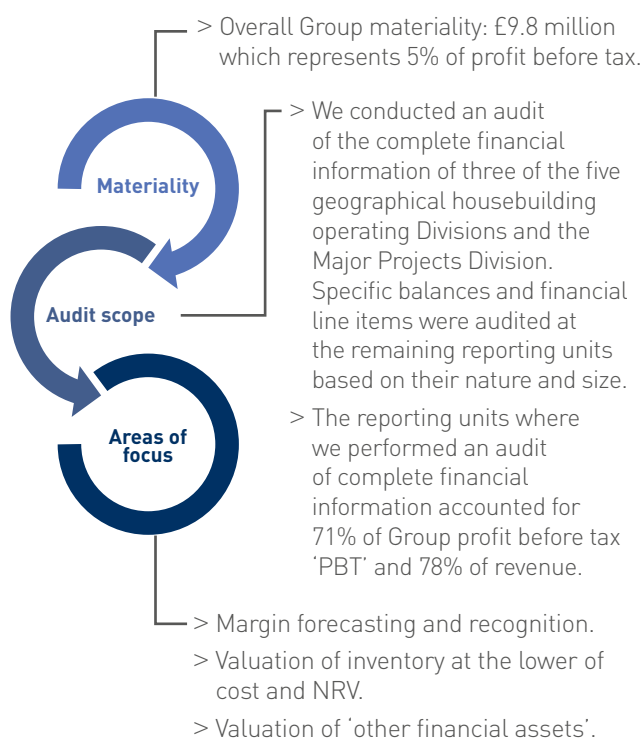 > Overall Group materiality: £9.8 million
which represents 5% of profit before tax.
Materiality
> We conducted an audit
of the complete financial
information of three of the five
geographical housebuilding
operating Divisions and the
Major Projects Division.
Specific balances and financial
line items were audited at
the remaining reporting units
based on their nature and size.
> The reporting units where
we performed an audit
of complete financial
information accounted for
71% of Group profit before tax
‘PBT’ and 78% of revenue.
Audit scope
Areas of
focus
> Margin forecasting and recognition.
> Valuation of inventory at the lower of
cost and NRV.
> Valuation of ‘other financial assets’.